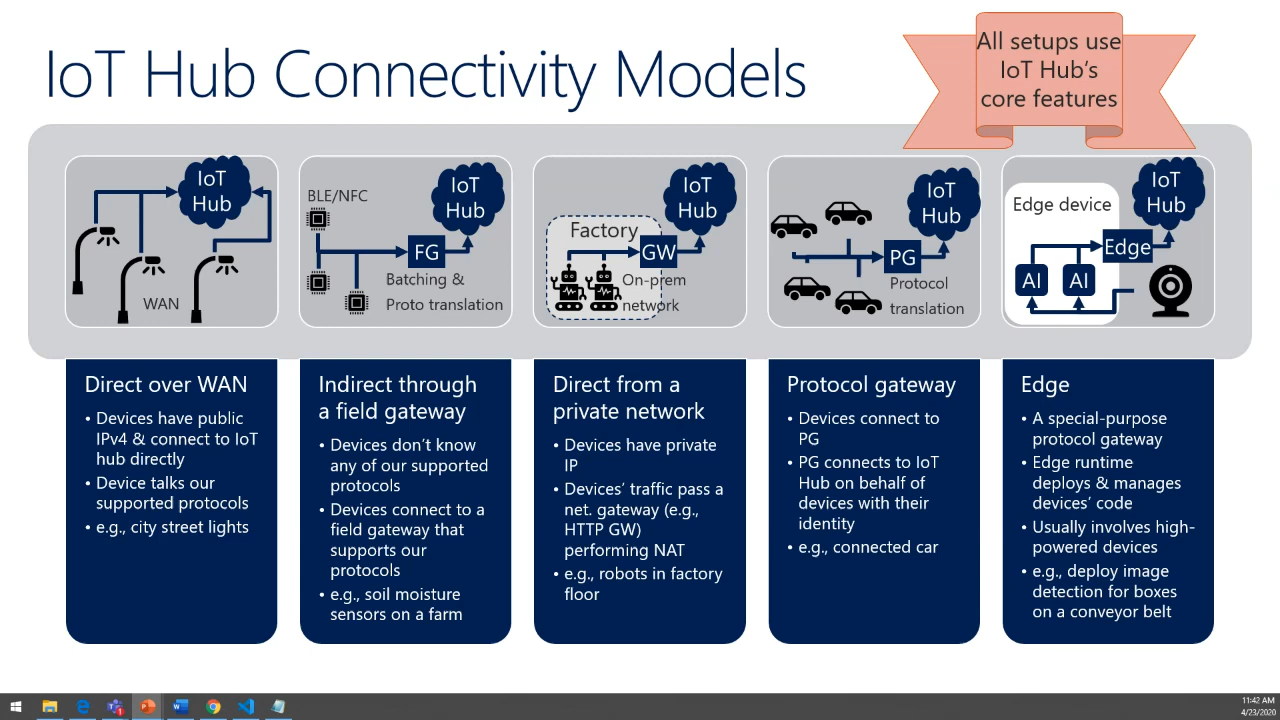 IoT Hub Connectivity Models
All setups use
IoT Hub's
core features
IoT
Hub
WAN
BLE/NFC
IoT
Hub
FG
Batching &
Proto translation
Factory
IoT
Hub
GW
On-prem
network
IoT
Hub
PG
Protocol
translation
Edge device
IoT
Hub
Edge
AI
AI
Direct over WAN
• Devices have public
IPv4 & connect to IoT
hub directly
• Device talks our
supported protocols
• e.g., city street lights
Indirect through
a field gateway
• Devices don't know
any of our supported
protocols
• Devices connect to a
field gateway that
supports our
protocols
• e.g., soil moisture
sensors on a farm
Direct from a
private network
• Devices have private
IP
• Devices' traffic pass a
net. gateway (e.g.,
HTTP GW)
performing NAT
• e.g., robots in factory
floor
Protocol gateway
• Devices connect to
PG
• PG connects to IoT
Hub on behalf of
devices with their
identity
• e.g., connected car
Edge
• A special-purpose
protocol gateway
• Edge runtime
deploys & manages
devices' code
• Usually involves high-
powered devices
• e.g., deploy image
detection for boxes
on a conveyor belt
11:42 AM
4/23/2020